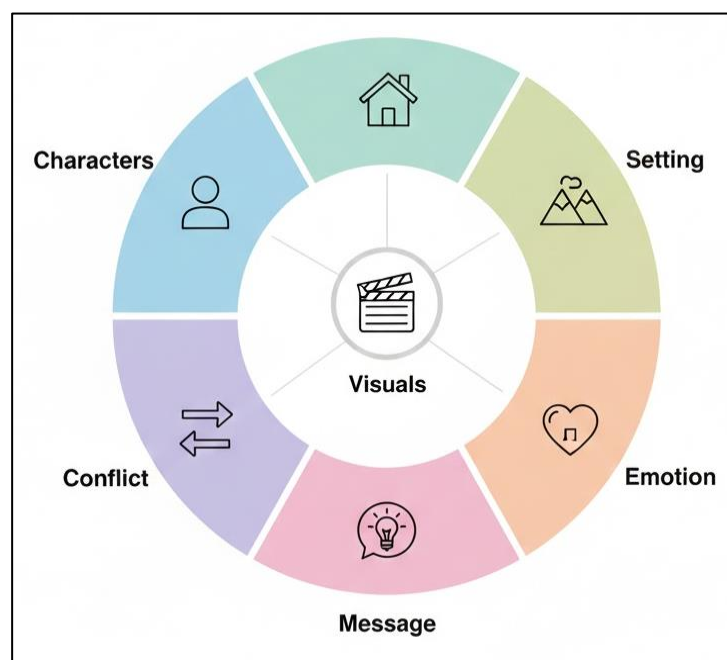 Characters
Setting
Visuals
Conflict
Emotion
Message